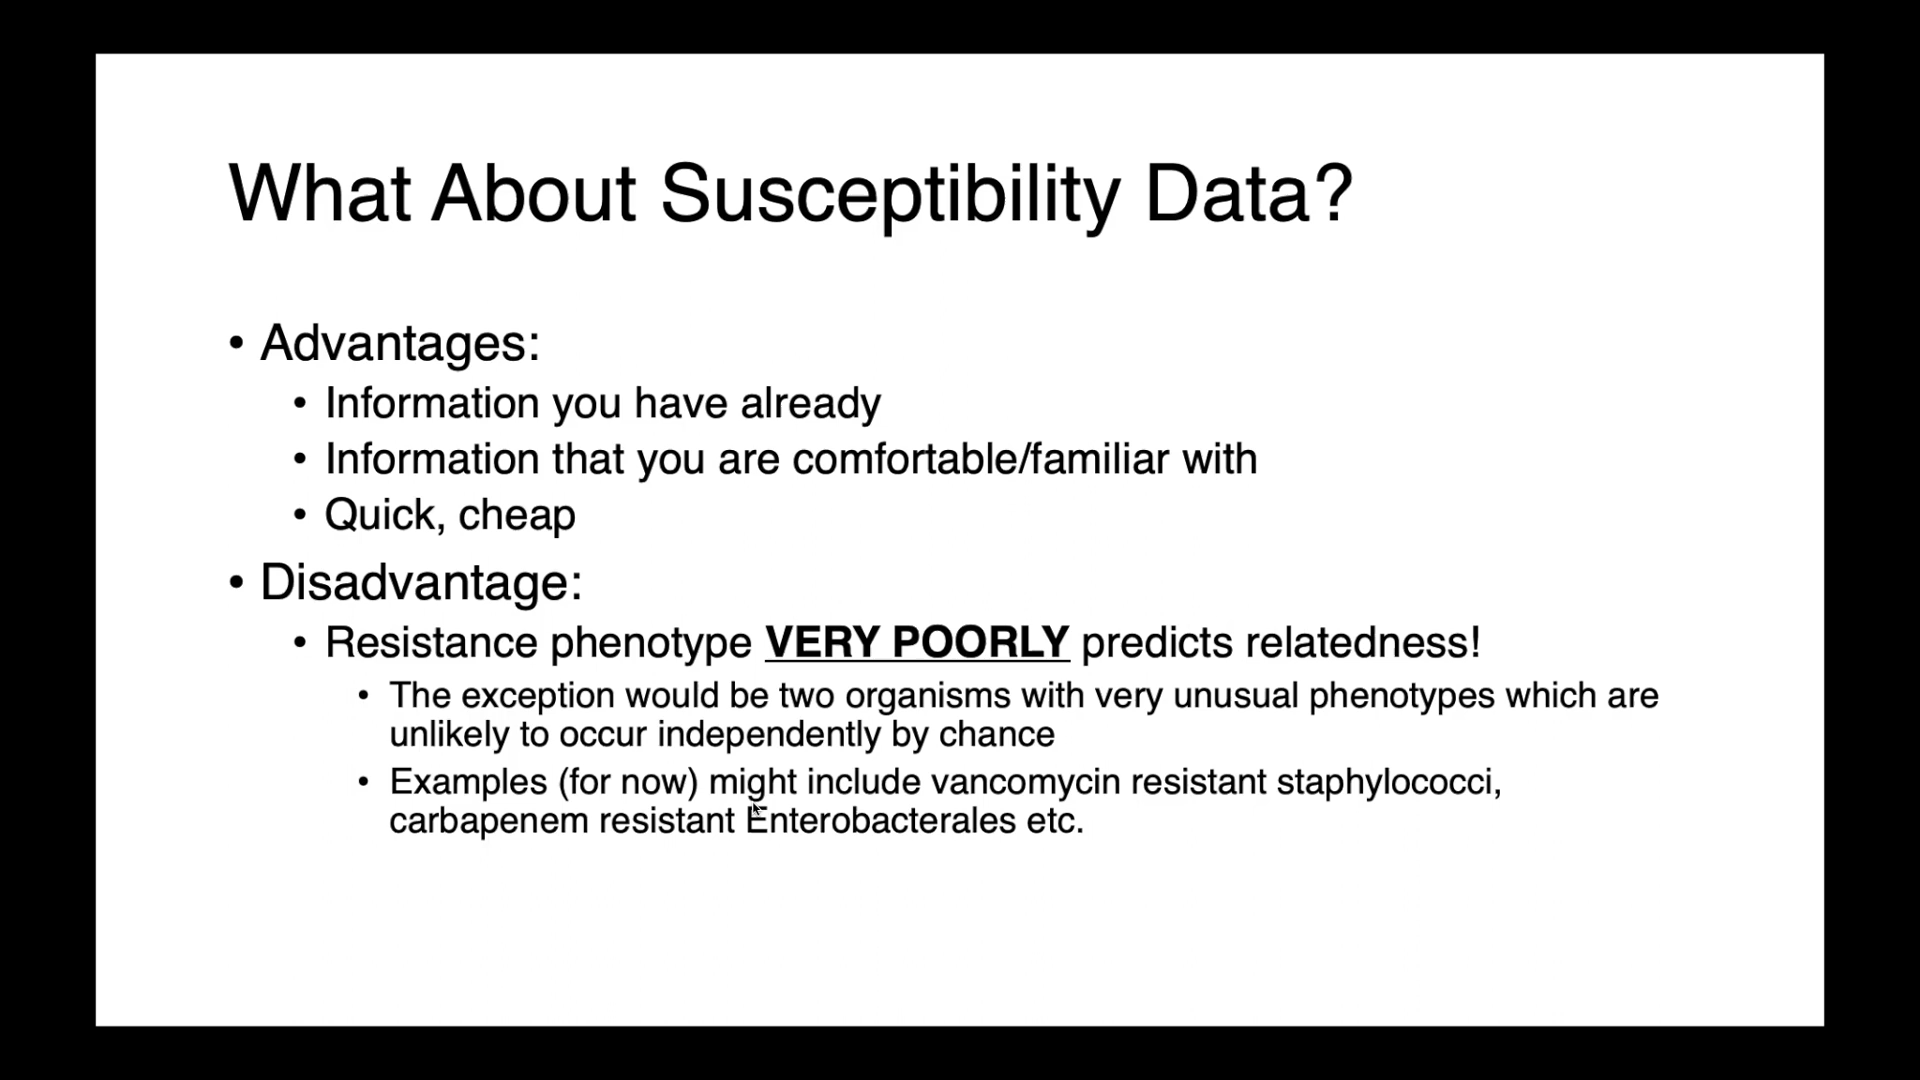 What About Susceptibility Data?
• Advantages:
• Information you have already
• Information that you are comfortable/familiar with
• Quick, cheap
• Disadvantage:
• Resistance phenotype VERY POORLY predicts relatedness!
• The exception would be two organisms with very unusual phenotypes which are
unlikely to occur independently by chance
• Examples (for now) might include vancomycin resistant staphylococci,
carbapenem resistant Enterobacterales etc.